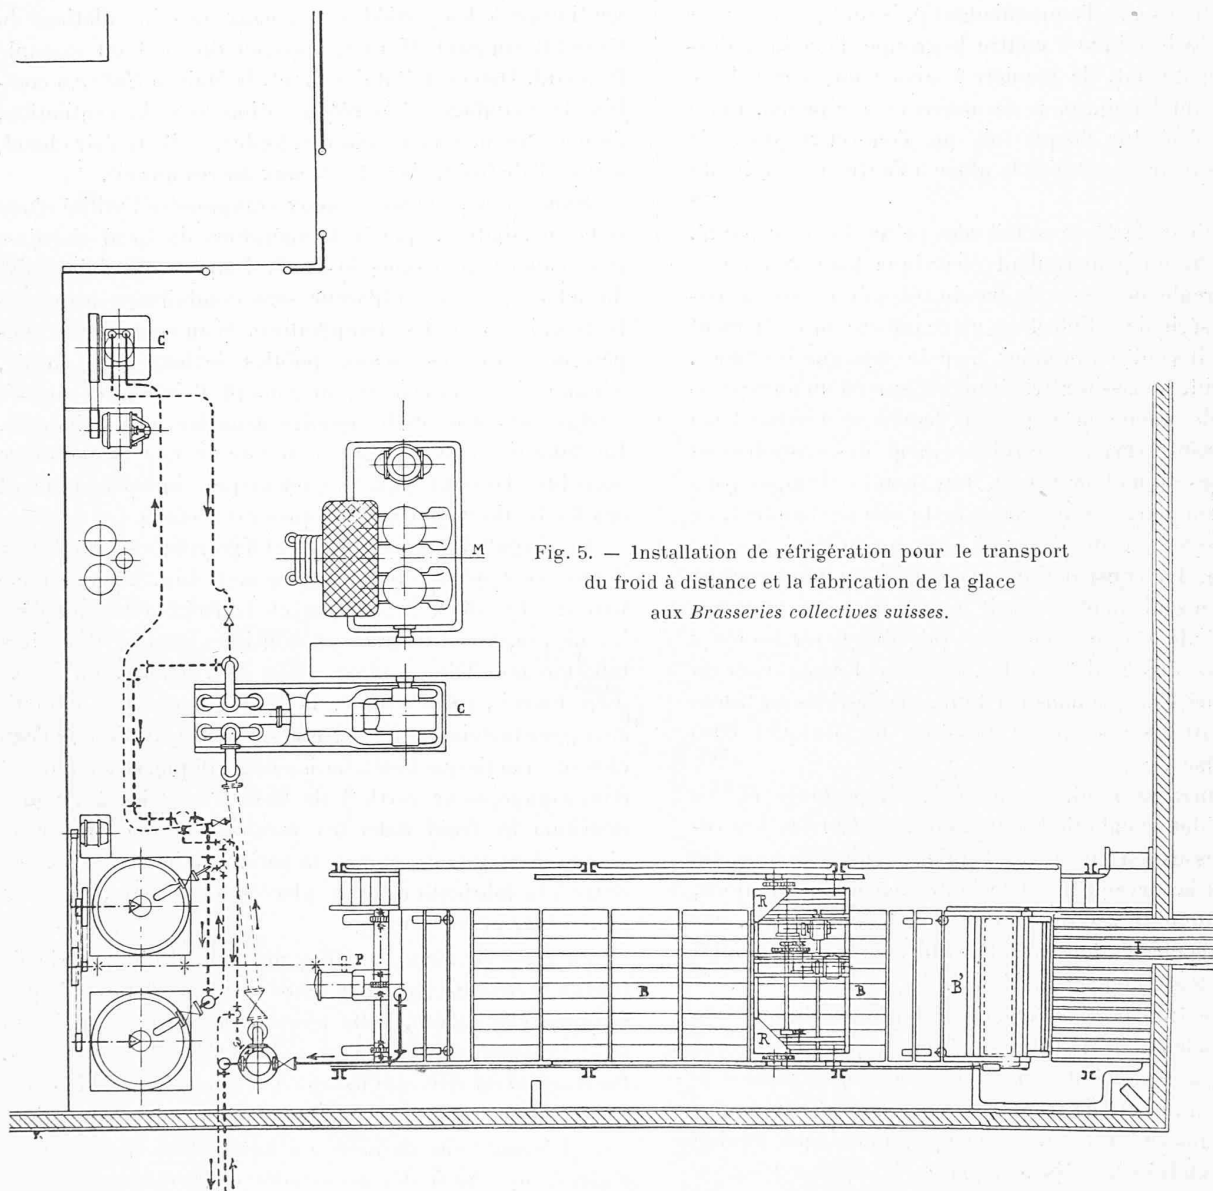 C'
M
Fig. 5. — Installation de réfrigération pour le transport
du froid à distance et la fabrication de la glace
aux Brasseries collectives suisses.
C
R
P
B
B
B'
I
R